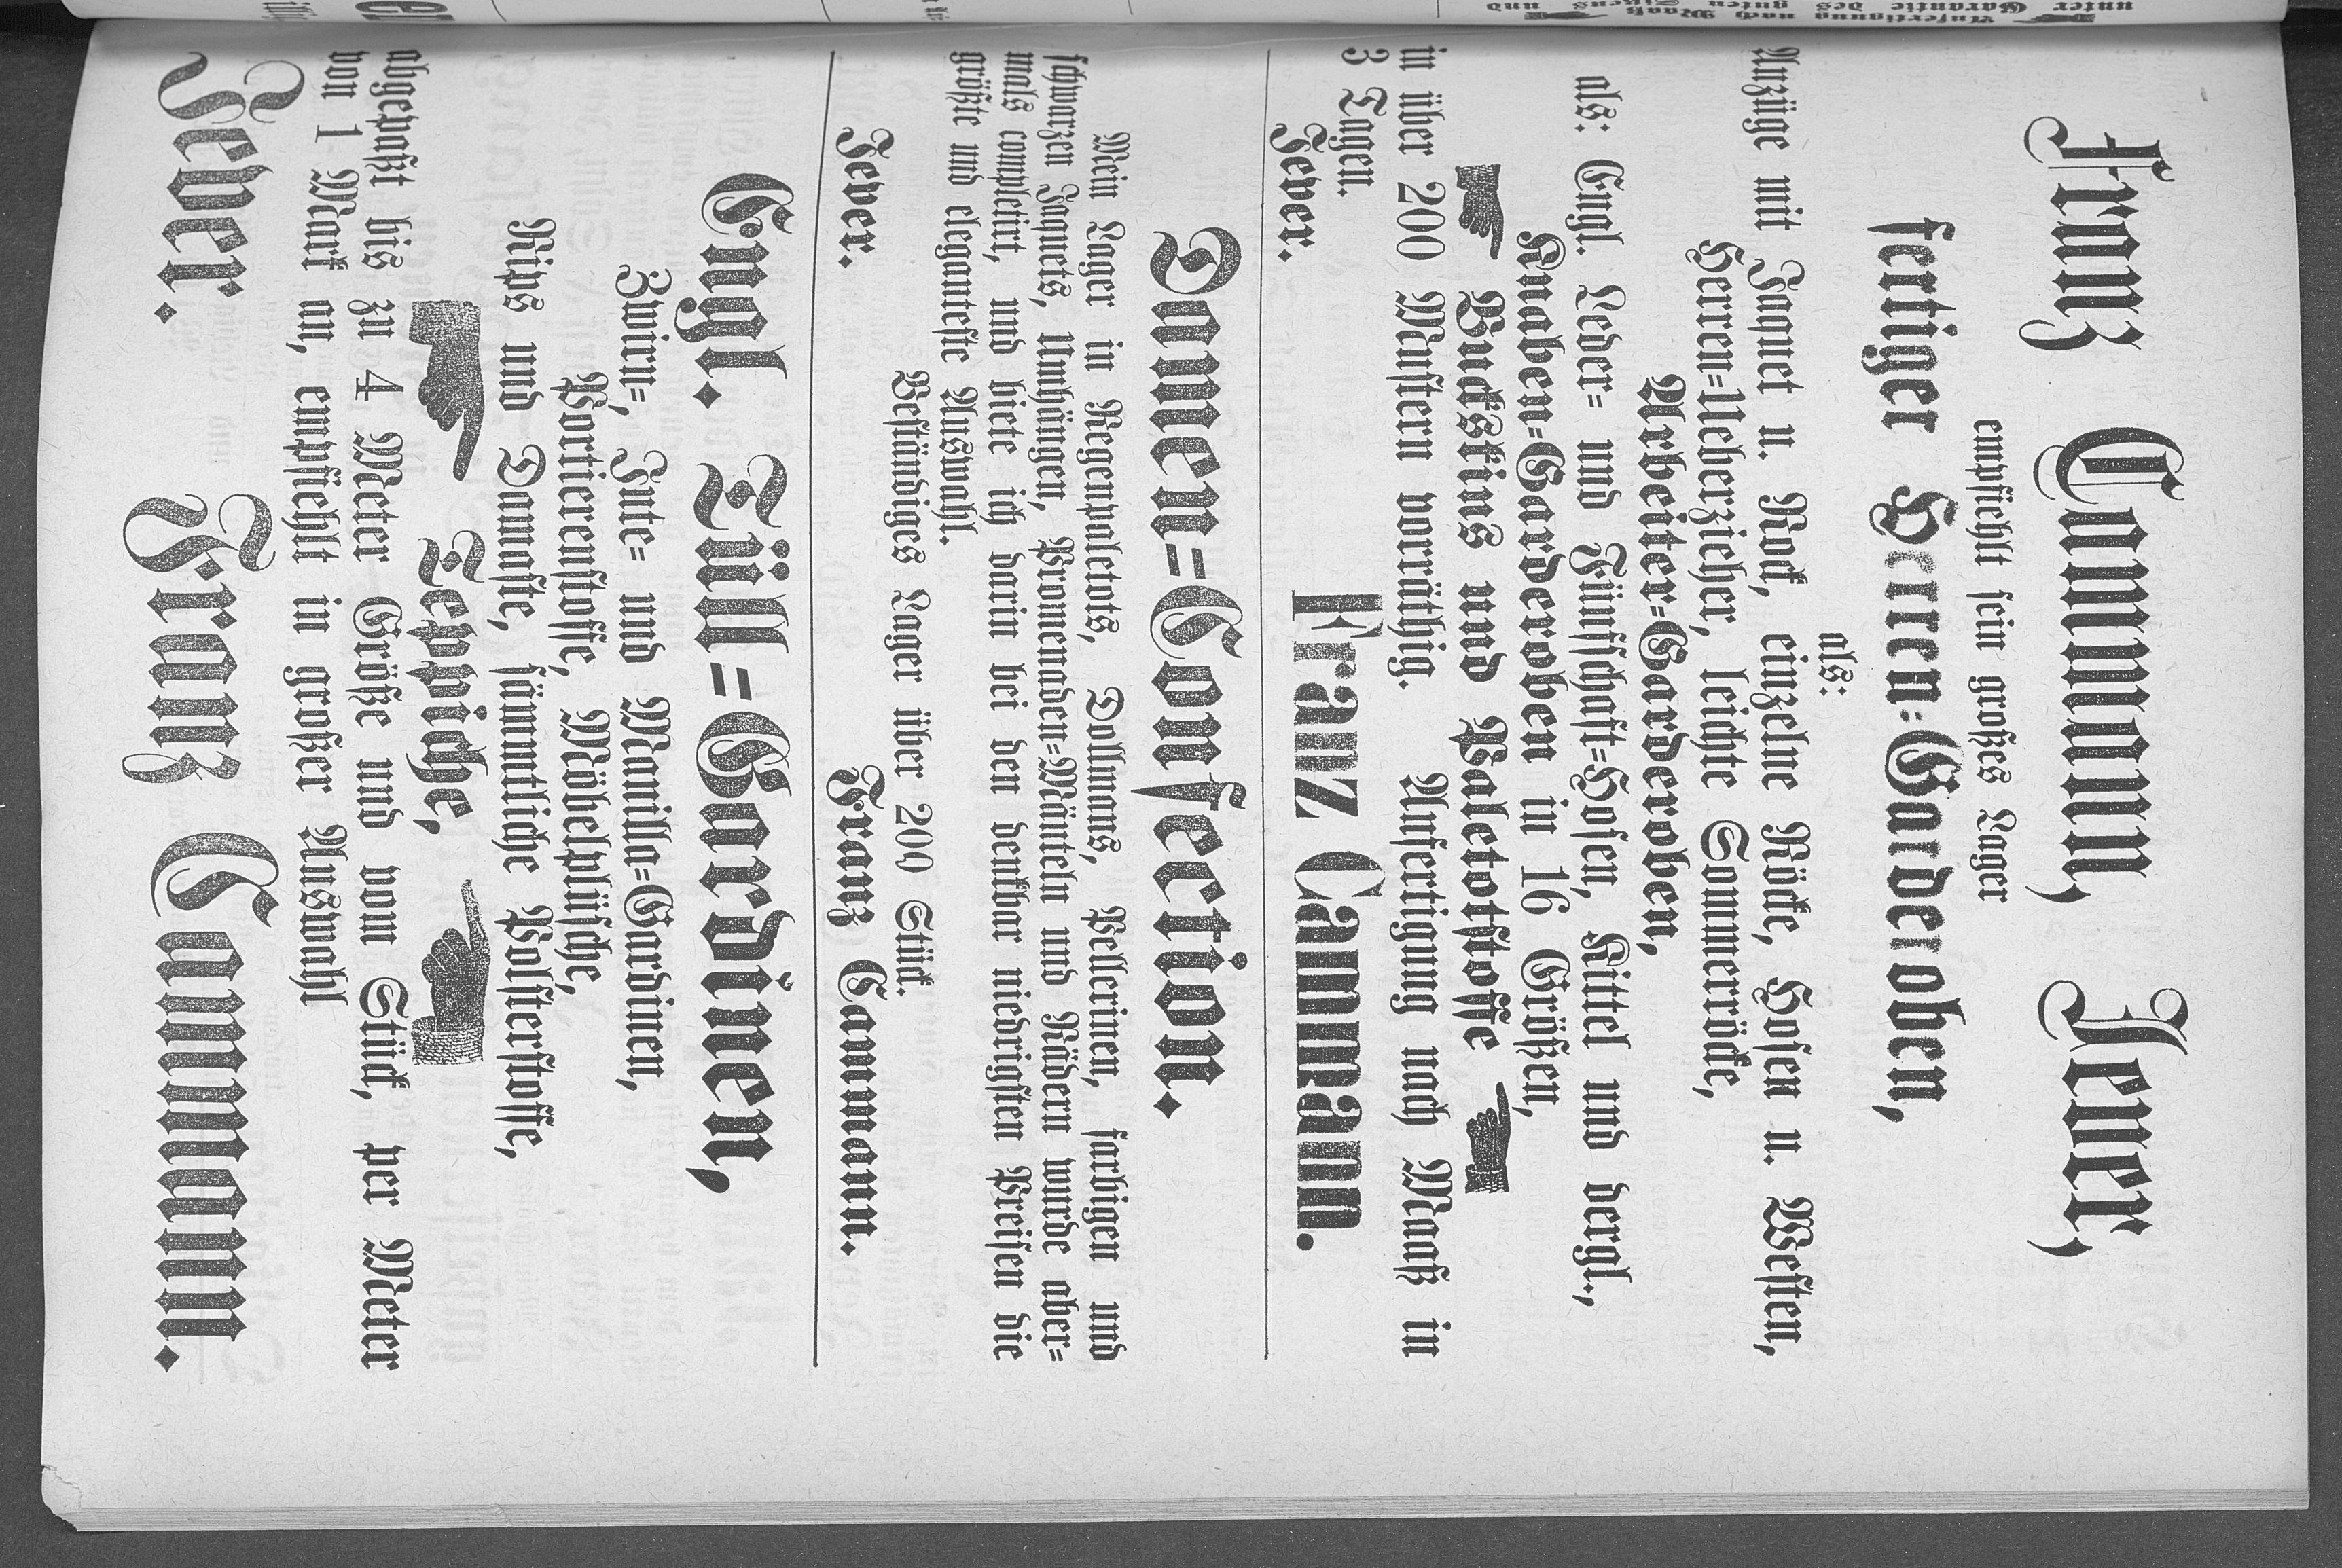 Franz Cammann, Jever,
empfiehlt sein großes Lager
fertiger Herren=Garderoben,
als:
Anzüge mit Jaquet u. Rock, einzelne Röcke, Hosen u. Westen,
Herren=Ueberzieher, leichte Sommerröcke,
Arbeiter=Garderoben,
als: Engl. Leder= und Fünfschaft=Hosen, Kittel und dergl.,
Knaben=Garderoben in 16 Größen,
Buckskins und Paletotstoffe
in über 200 Mustern vorräthig. Anfertigung nach Maaß in
3 Tagen.
Jever. Franz Cammann.
Damen=Confection.
Mein Lager in Regenpaletots, Dollmans, Pellerinen, farbigen und
schwarzen Jaquets, Umhängen, Promenaden=Mänteln und Rädern wurde aber=
mals completirt, und biete ich darin bei den denkbar niedrigsten Preisen die
größte und eleganteste Auswahl.
Beständiges Lager über 200 Stück.
Jever. Franz Cammann.
Engl. Tüll=Gardinen,
Zwirn=, Jute= und Manilla=Gardinen,
Portierenstoffe, Möbelplüsche,
Rips und Damaste, sämmtliche Polsterstoffe,
Teppiche,
abgepaßt bis zu 4 Meter Größe und vom Stück, per Meter
von 1 Mark an, empfiehlt in großer Auswahl
Jever. Franz Cammann.